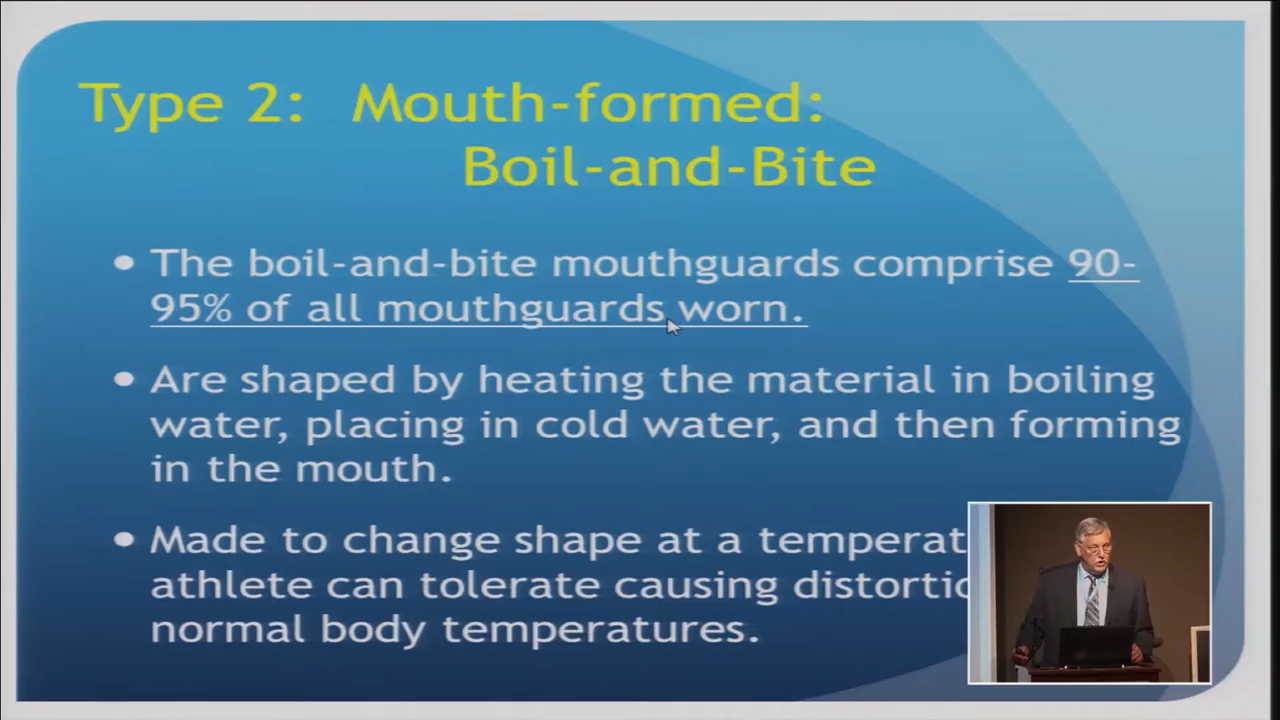 Type 2: Mouth-formed:
Boil-and-Bite
• The boil-and-bite mouthguards comprise 90-
95% of all mouthguards worn.
• Are shaped by heating the material in boiling
water, placing in cold water, and then forming
in the mouth.
• Made to change shape at a
athlete can tolerate causing
normal body temperatures.